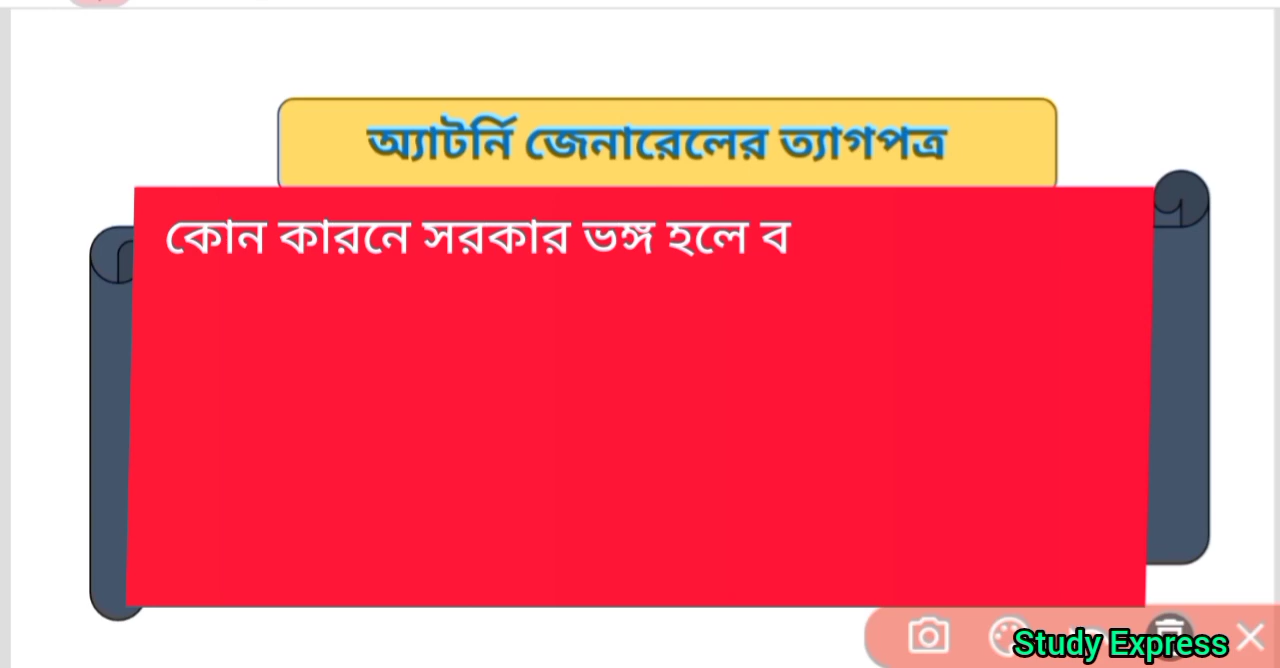 অ্যাটর্নি জেনারেলের ত্যাগপত্র
কোন কারনে সরকার ভঙ্গ হলে ব
Study Express